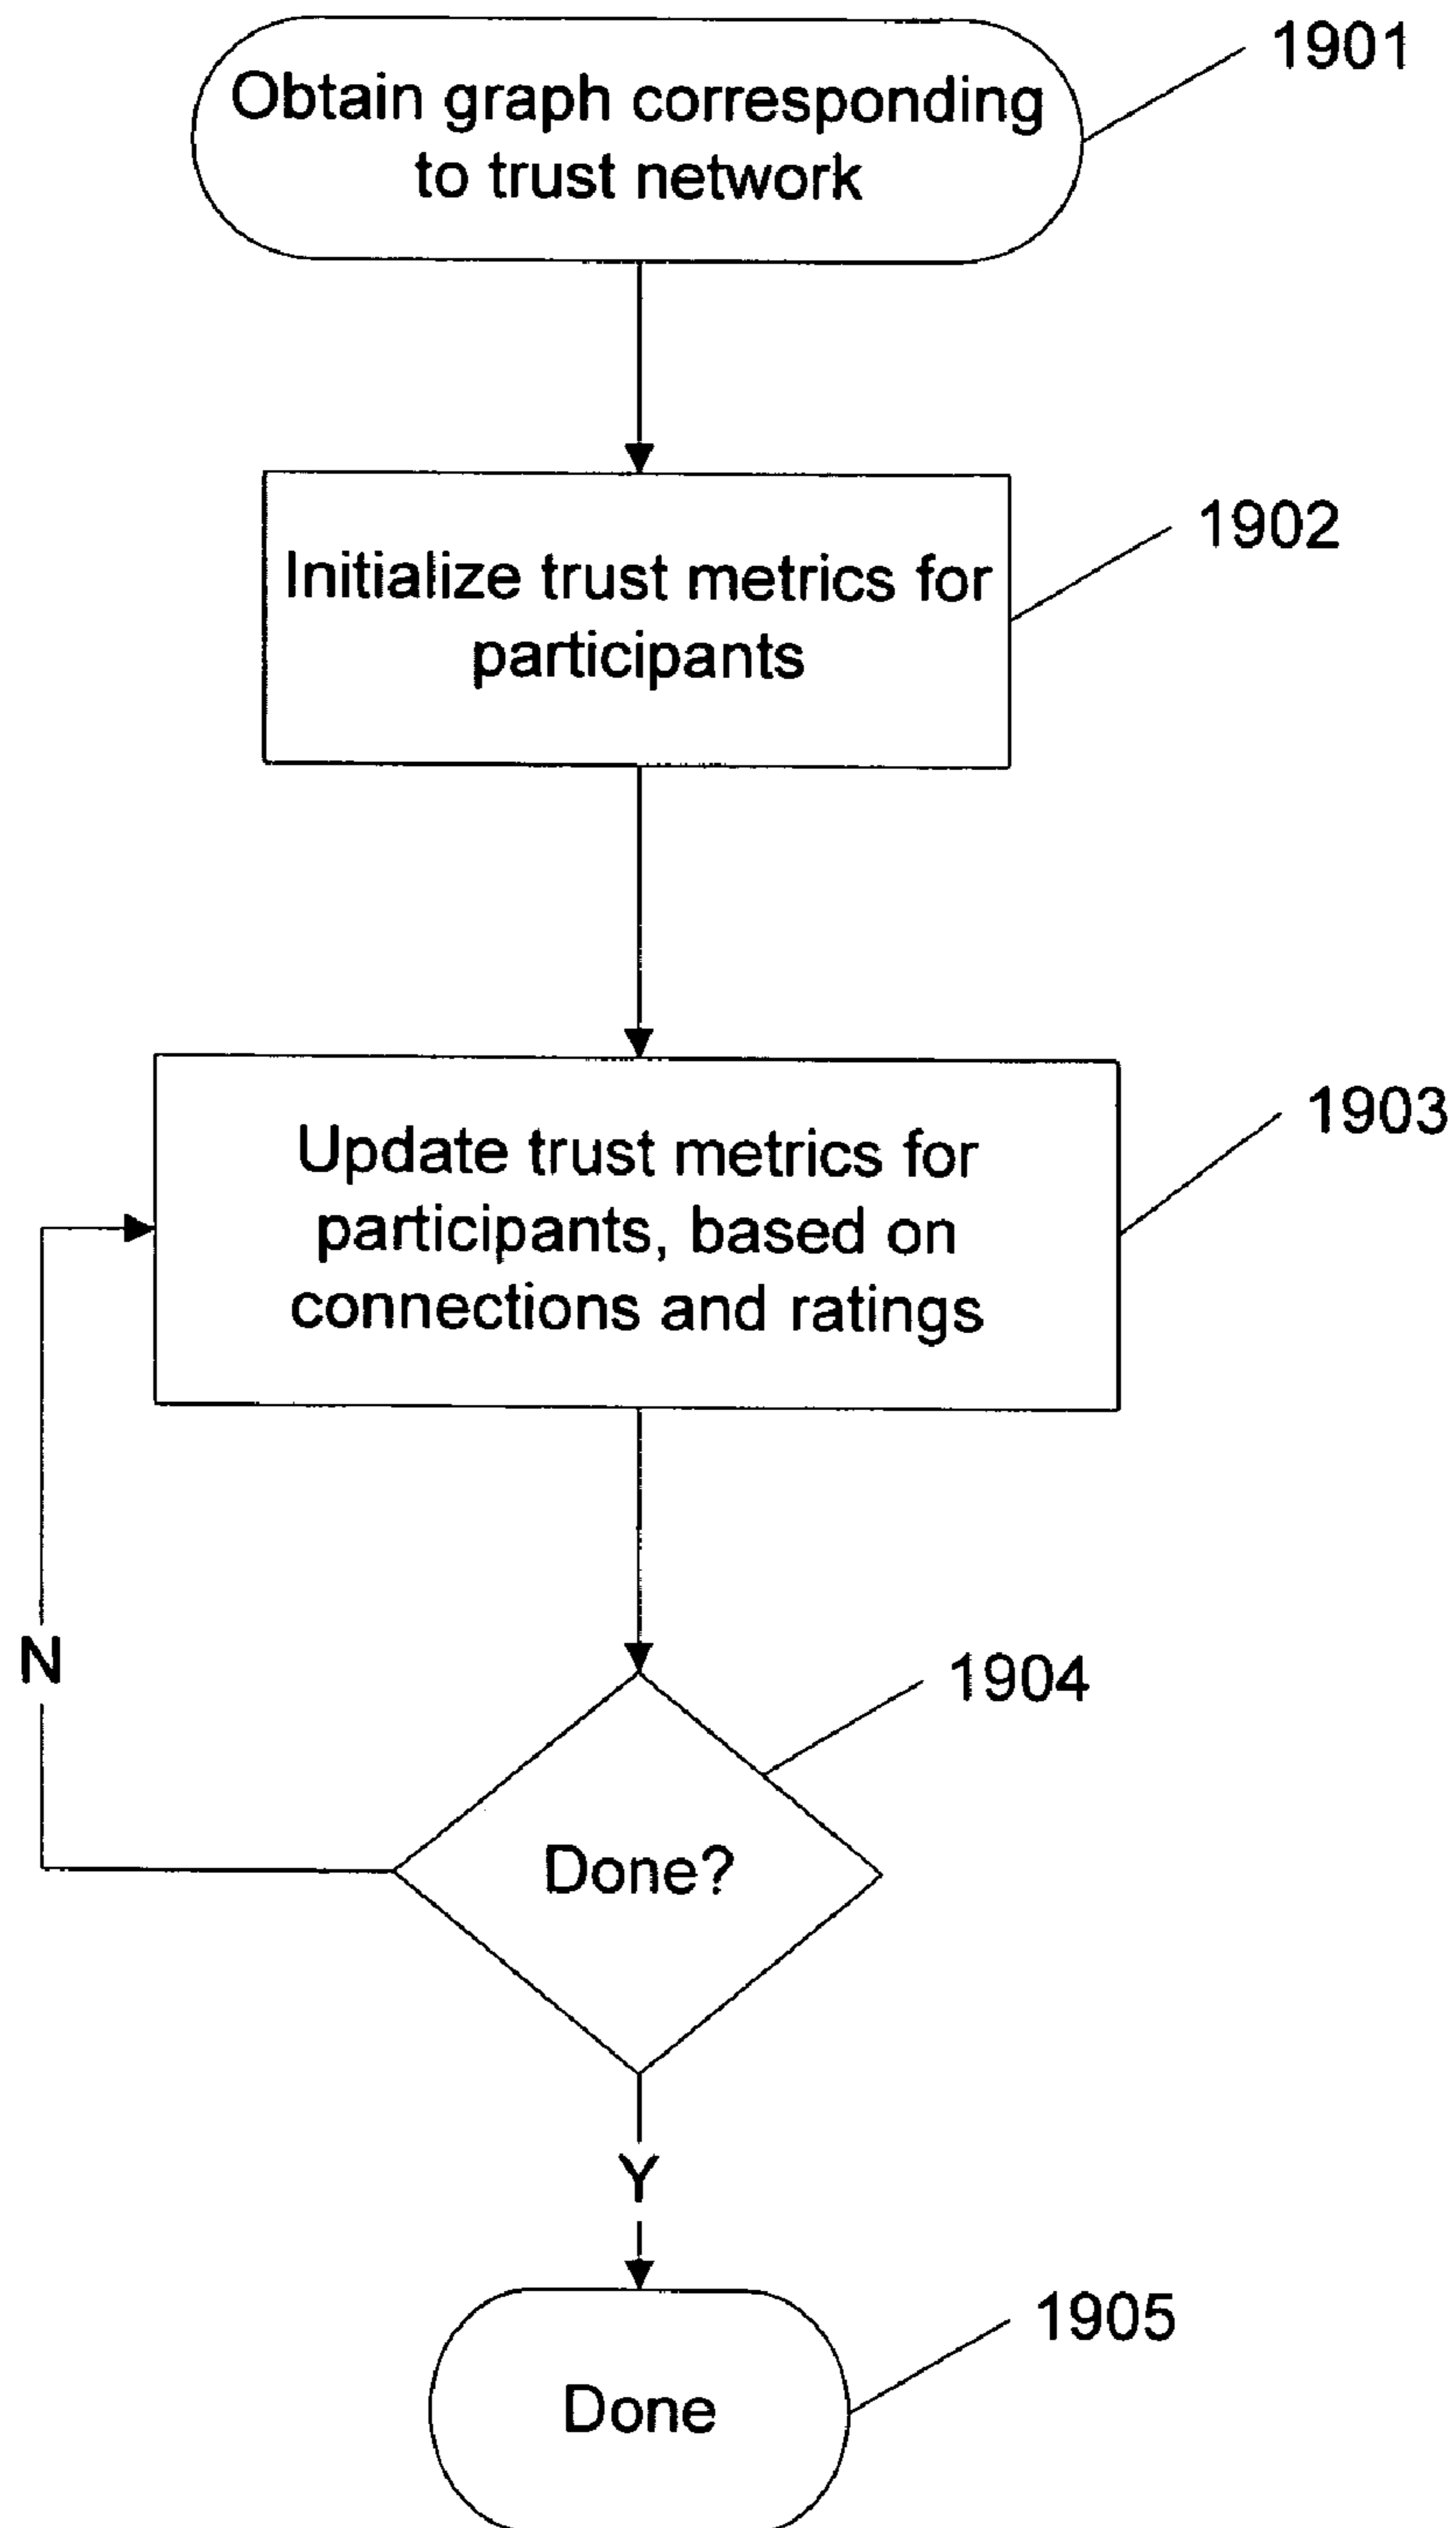 Obtain graph corresponding
to trust network
1901
Initialize trust metrics for
participants
1902
Update trust metrics for
participants, based on
connections and ratings
1903
N
1904
Done?
Y
Done
1905